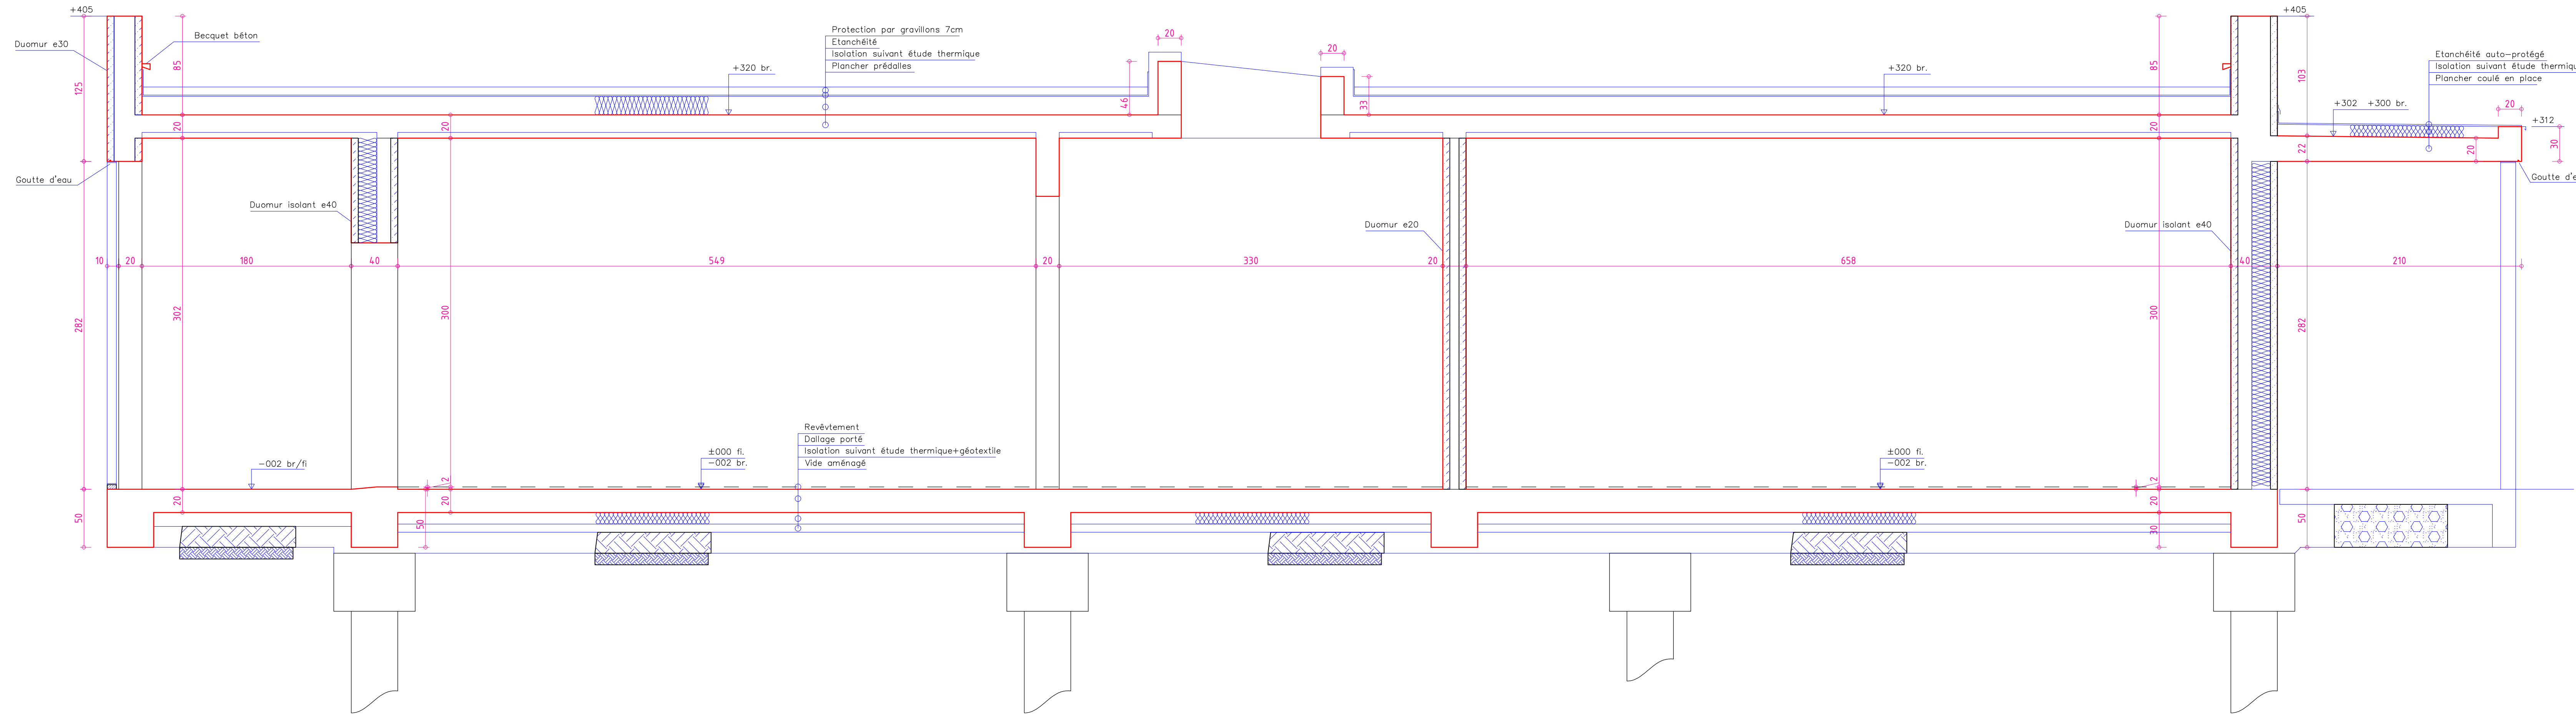 +405
Duomur e30
Becquet béton
125
85
20
Goutte d'eau
Duomur isolant e40
10
20
180
40
549
20
330
20
658
40
210
282
302
300
-002 br/fi
20
50
2
20
50
Protection par gravillons 7cm
Etanchéité
Isolation suivant étude thermique
Plancher prédalles
+320 br.
20
46
20
20
33
Duomur e20
Revêvtement
Dallage porté
Isolation suivant étude thermique+géotextile
Vide aménagé
±000 fi.
-002 br.
+320 br.
85
20
300
2
20
30
Duomur isolant e40
±000 fi.
-002 br.
+405
103
22
282
50
Etanchéité auto-protégé
Isolation suivant étude thermiqu
Plancher coulé en place
+302 +300 br.
20
+312
20
30
Goutte d'e